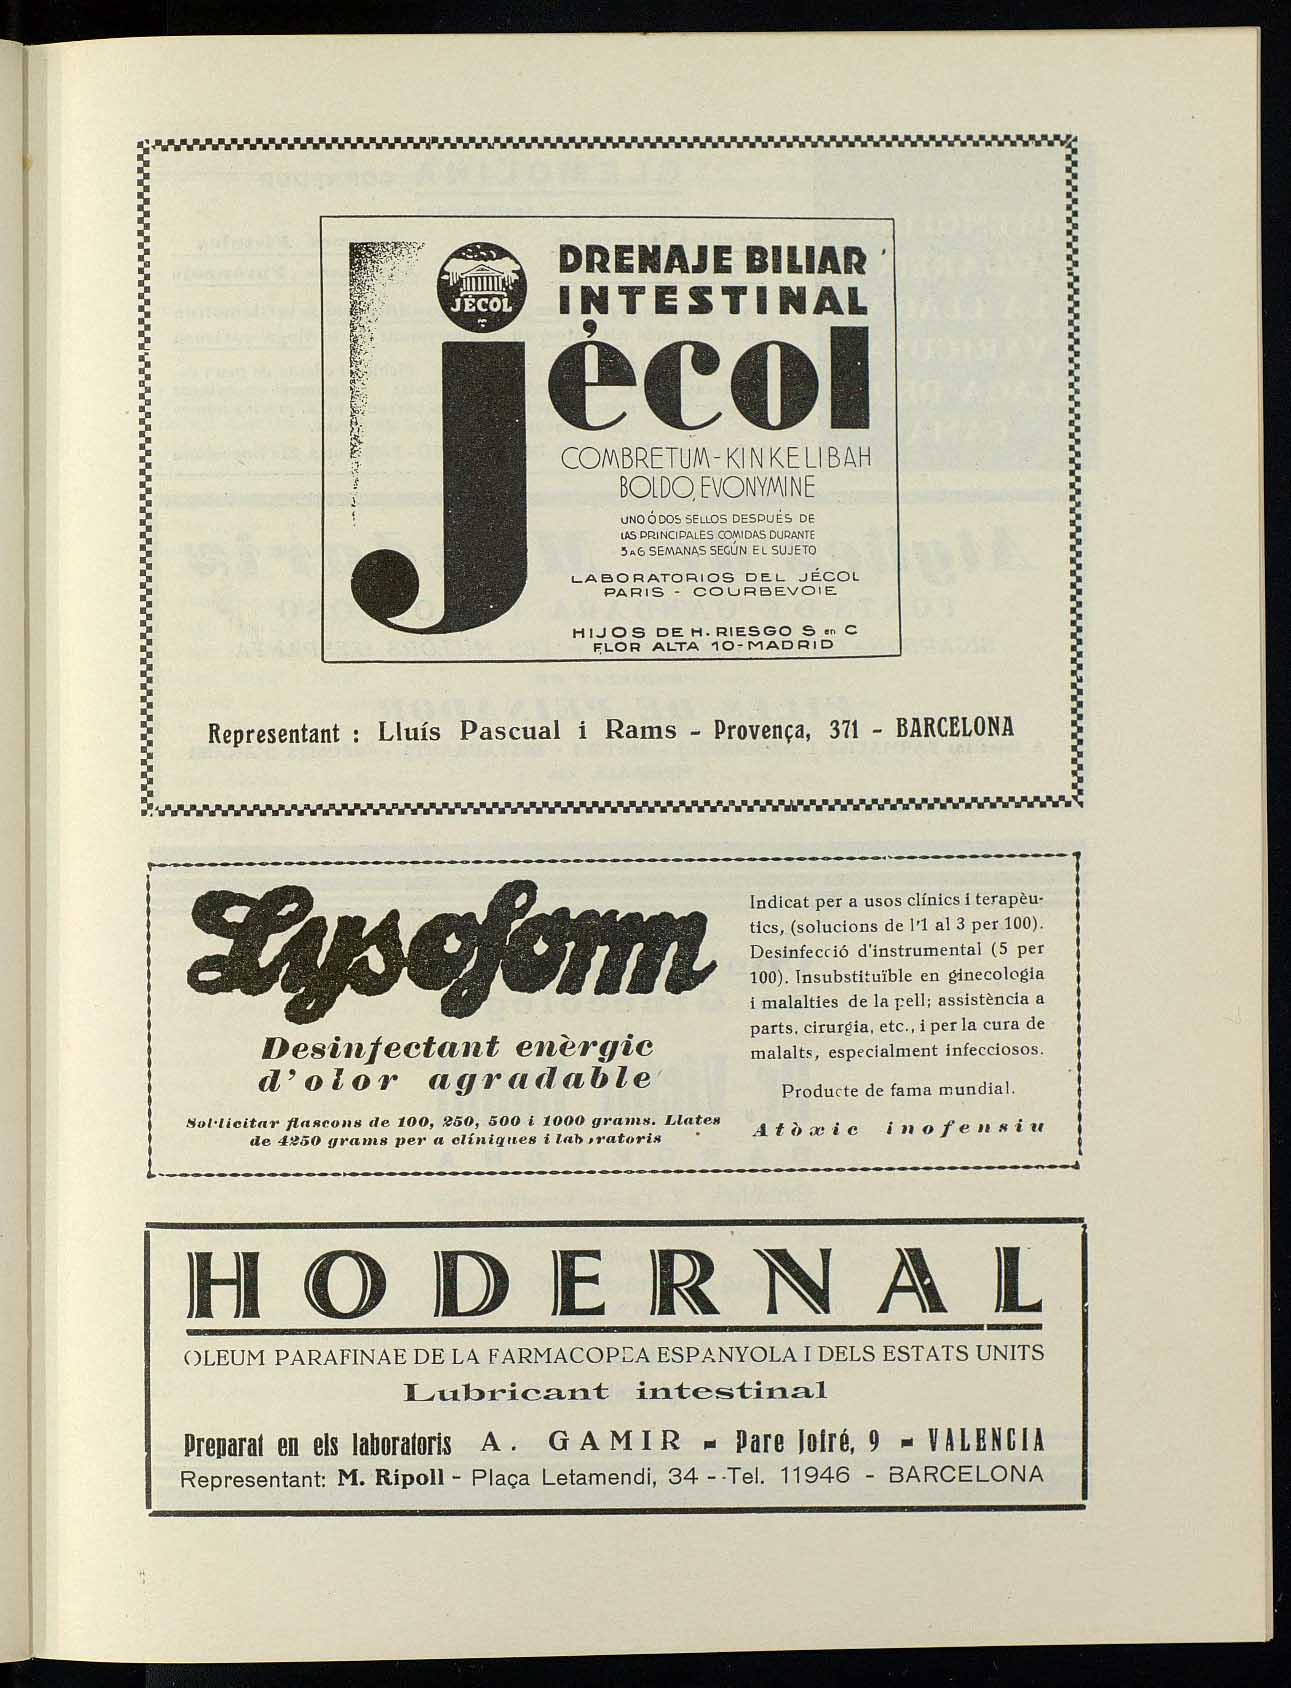 DRENAJE BILIAR
INTESTINAL
JÉCOL
jécol
COMBRETUM-KINKELIBAH
BOLDO, EVONYMINE
UNO Ó DOS SELLOS DESPUÉS DE
LAS PRINCIPALES COMIDAS DURANTE
5 A 6 SEMANAS SEGÚN EL SUJETO
LABORATORIOS DEL JÉCOL
PARIS - COURBEVOIE
HIJOS DE H. RIESGO S en C
FLOR ALTA 10-MADRID
Representant : Lluís Pascual i Rams - Provença, 371 - BARCELONA
Lysoform
Desinfectant enèrgic
d'olor agradable
Sol·licitar flascons de 100, 250, 500 i 1000 grams. Llates
de 4250 grams per a clíniques i laboratoris
Indicat per a usos clínics i terapèu-
tics, (solucions de l'1 al 3 per 100).
Desinfecció d'instrumental (5 per
100). Insubstituïble en ginecologia
i malalties de la pell; assistència a
parts, cirurgia, etc., i per la cura de
malalts, especialment infecciosos.
Producte de fama mundial.
Atòxic inofensiu
HODERNAL
OLEUM PARAFINAE DE LA FARMACOPEA ESPANYOLA I DELS ESTATS UNITS
Lubricant intestinal
Preparat en els laboratoris A. GAMIR - Pare Jofré, 9 - VALENCIA
Representant: M. Ripoll - Plaça Letamendi, 34 - Tel. 11946 - BARCELONA